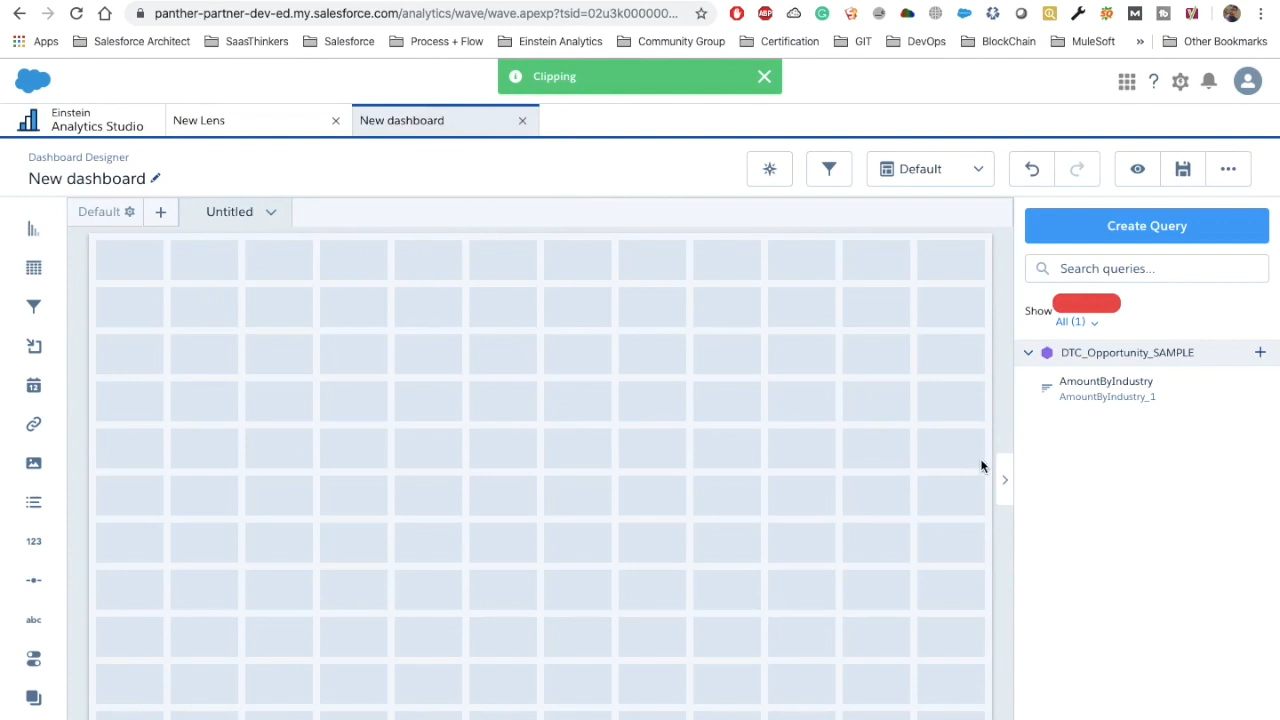 panther-partner-dev-ed.my.salesforce.com/analytics/wave/wave.apexp?tsid=02u3k000000...
Apps Salesforce Architect SaasThinkers Salesforce Process + Flow Einstein Analytics Community Group Certification GIT DevOps BlockChain MuleSoft » Other Bookmarks
Clipping
Einstein
Analytics Studio
New Lens
New dashboard
Dashboard Designer
New dashboard
Default
Default
Untitled
Create Query
Search queries...
Show
All (1)
DTC_Opportunity_SAMPLE
AmountByIndustry
AmountByIndustry_1
12
123
abc